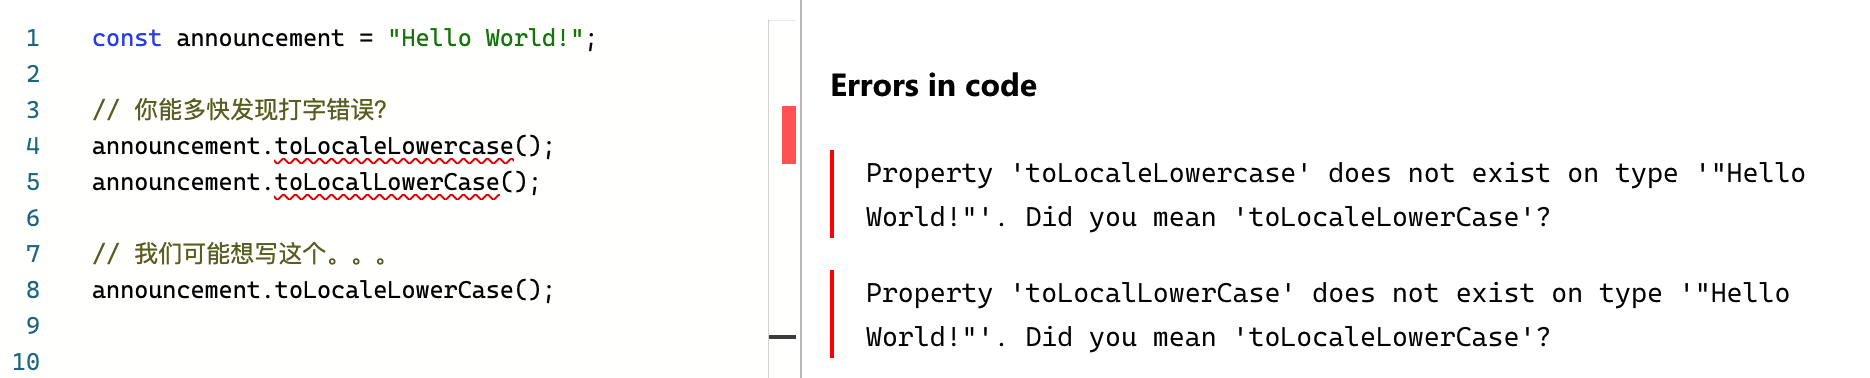 1 const announcement = "Hello World!";
2
3 // 你能多快发现打字错误?
4 announcement.toLocaleLowercase();
5 announcement.toLocalLowerCase();
6
7 // 我们可能想写这个。。。
8 announcement.toLocaleLowerCase();
9
10
Errors in code
Property 'toLocaleLowercase' does not exist on type '"Hello
World!"'. Did you mean 'toLocaleLowerCase'?
Property 'toLocalLowerCase' does not exist on type '"Hello
World!"'. Did you mean 'toLocaleLowerCase'?